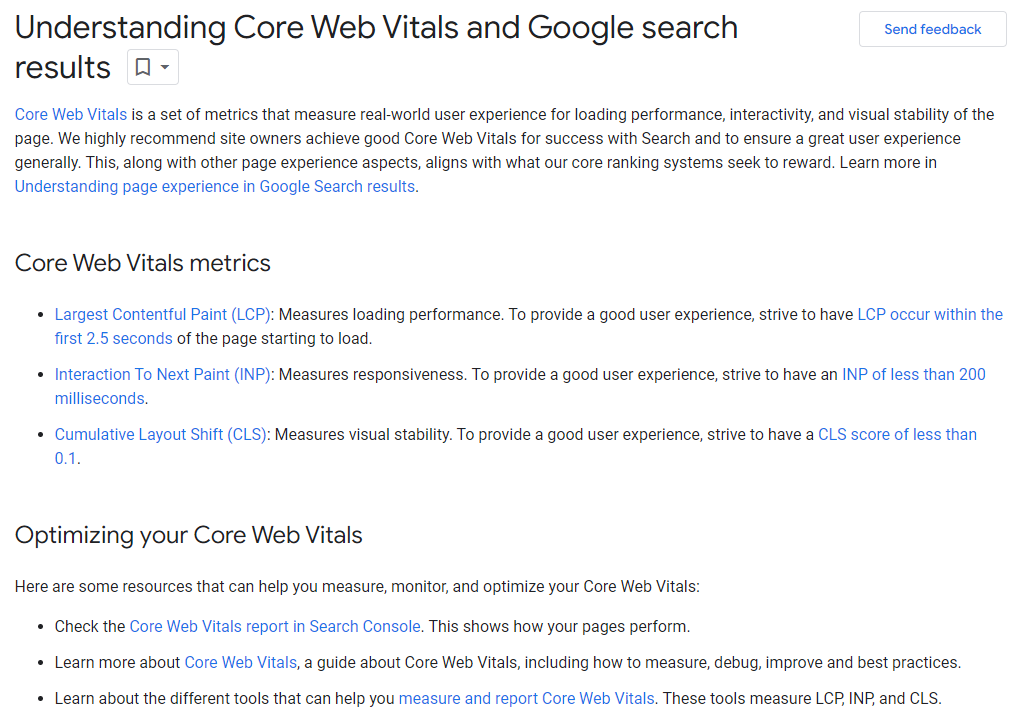 Understanding Core Web Vitals and Google search
results
Send feedback
Core Web Vitals is a set of metrics that measure real-world user experience for loading performance, interactivity, and visual stability of the
page. We highly recommend site owners achieve good Core Web Vitals for success with Search and to ensure a great user experience
generally. This, along with other page experience aspects, aligns with what our core ranking systems seek to reward. Learn more in
Understanding page experience in Google Search results.
Core Web Vitals metrics
• Largest Contentful Paint (LCP): Measures loading performance. To provide a good user experience, strive to have LCP occur within the
first 2.5 seconds of the page starting to load.
• Interaction To Next Paint (INP): Measures responsiveness. To provide a good user experience, strive to have an INP of less than 200
milliseconds.
• Cumulative Layout Shift (CLS): Measures visual stability. To provide a good user experience, strive to have a CLS score of less than
0.1.
Optimizing your Core Web Vitals
Here are some resources that can help you measure, monitor, and optimize your Core Web Vitals:
• Check the Core Web Vitals report in Search Console. This shows how your pages perform.
• Learn more about Core Web Vitals, a guide about Core Web Vitals, including how to measure, debug, improve and best practices.
• Learn about the different tools that can help you measure and report Core Web Vitals. These tools measure LCP, INP, and CLS.